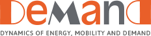 DEMAND
DYNAMICS OF ENERGY, MOBILITY AND DEMAND